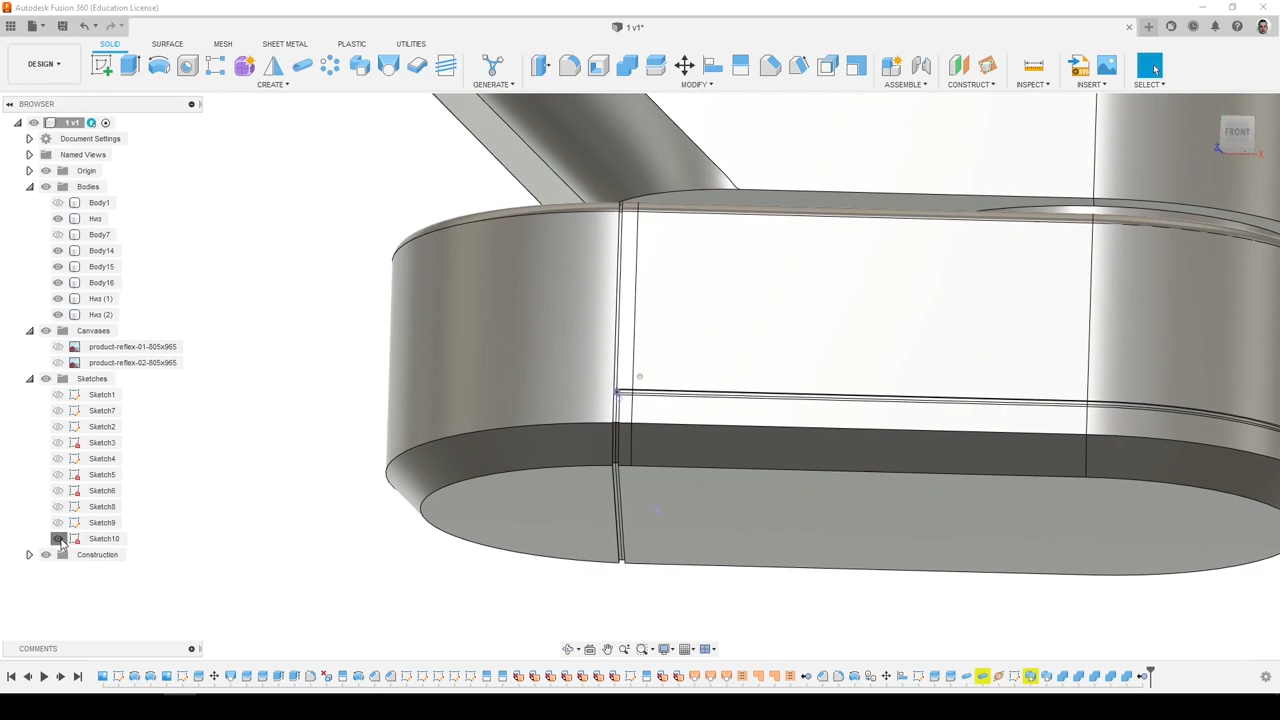 Autodesk Fusion 360 (Education License)
1 v1*
DESIGN
SOLID
SURFACE
MESH
SHEET METAL
PLASTIC
UTILITIES
CREATE
GENERATE
MODIFY
ASSEMBLE
CONSTRUCT
INSPECT
INSERT
SELECT
BROWSER
1 v1
Document Settings
Named Views
Origin
Bodies
Body1
Низ
Body7
Body14
Body15
Body16
Низ (1)
Низ (2)
Canvases
product-reflex-01-805x965
product-reflex-02-805x965
Sketches
Sketch1
Sketch7
Sketch2
Sketch3
Sketch4
Sketch5
Sketch6
Sketch8
Sketch9
Sketch10
Construction
FRONT
Z
X
COMMENTS